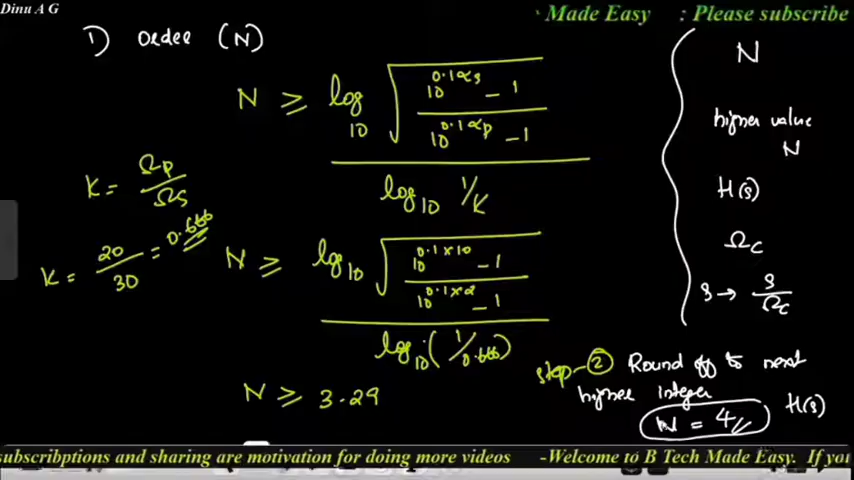 Dinu A G
Made Easy : Please subscribe
1) order (N)
N ≥ log₁₀ √((10^(0.1αs) − 1)/(10^(0.1αp) − 1))
log₁₀ 1/K
K = Ωp/Ωs
K = 20/30 = 0.666
N ≥ log₁₀ √((10^(0.1×10) − 1)/(10^(0.1×2) − 1))
log₁₀(1/0.666)
N ≥ 3.29
N
higher value
N
H(s)
Ωc
s → s/Ωc
step-② Round off to next
higher integer
N = 4// H(s)
subscribptions and sharing are motivation for doing more videos -Welcome to B Tech Made Easy. If you